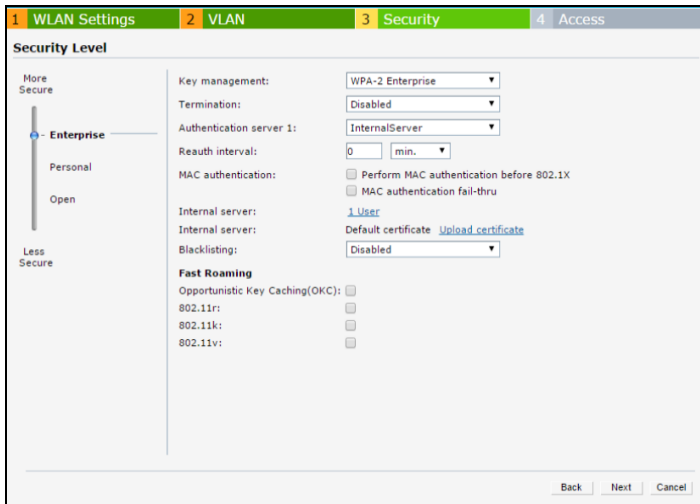 1 WLAN Settings 2 VLAN 3 Security 4 Access
Security Level
More
Secure
Enterprise
Personal
Open
Less
Secure
Key management: WPA-2 Enterprise
Termination: Disabled
Authentication server 1: InternalServer
Reauth interval: 0 min.
MAC authentication: Perform MAC authentication before 802.1X
MAC authentication fail-thru
Internal server: 1 User
Internal server: Default certificate Upload certificate
Blacklisting: Disabled
Fast Roaming
Opportunistic Key Caching(OKC):
802.11r:
802.11k:
802.11v:
Back Next Cancel